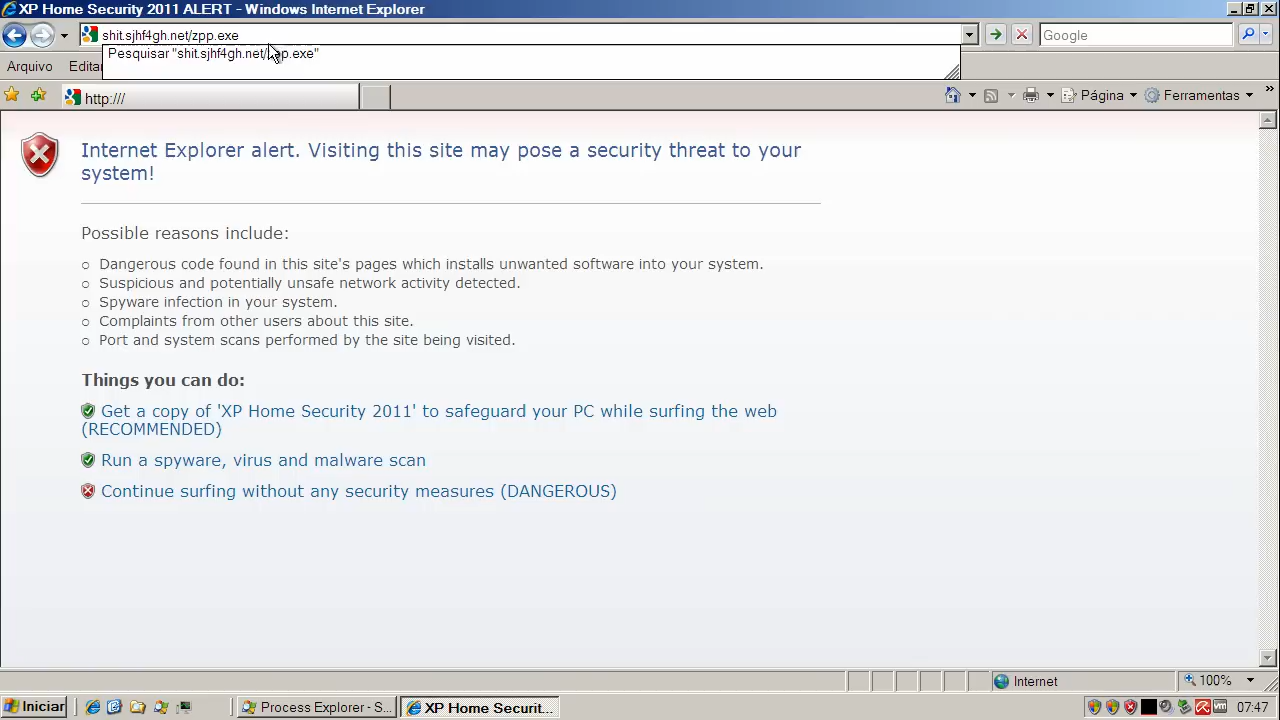 XP Home Security 2011 ALERT - Windows Internet Explorer
shit.sjhf4gh.net/zpp.exe
Google
Pesquisar "shit.sjhf4gh.net/zpp.exe"
Arquivo Editar
http:///
Página Ferramentas
Internet Explorer alert. Visiting this site may pose a security threat to your
system!
Possible reasons include:
Dangerous code found in this site's pages which installs unwanted software into your system.
Suspicious and potentially unsafe network activity detected.
Spyware infection in your system.
Complaints from other users about this site.
Port and system scans performed by the site being visited.
Things you can do:
Get a copy of 'XP Home Security 2011' to safeguard your PC while surfing the web
(RECOMMENDED)
Run a spyware, virus and malware scan
Continue surfing without any security measures (DANGEROUS)
Internet
100%
Iniciar
Process Explorer - S...
XP Home Securit...
07:47